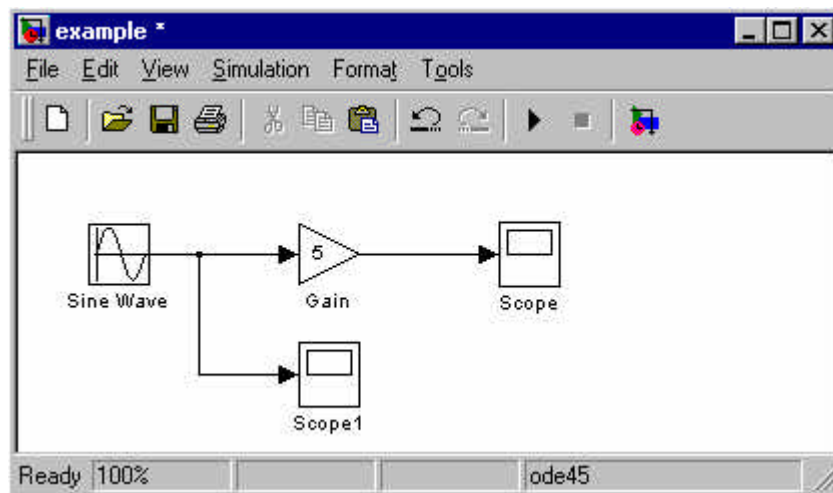 example *
File Edit View Simulation Format Tools
5
Sine Wave
Gain
Scope
Scope1
Ready 100% ode45